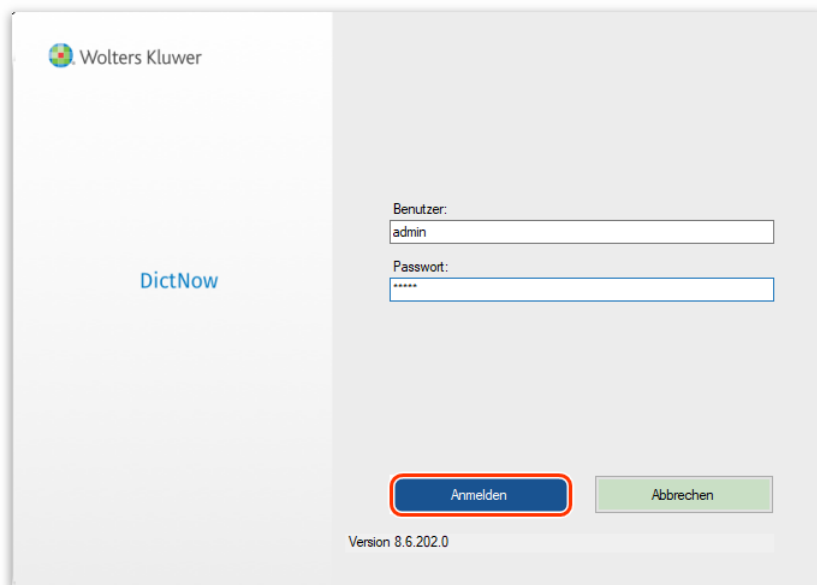 Wolters Kluwer
DictNow
Benutzer:
admin
Passwort:
*****
Anmelden
Abbrechen
Version 8.6.202.0